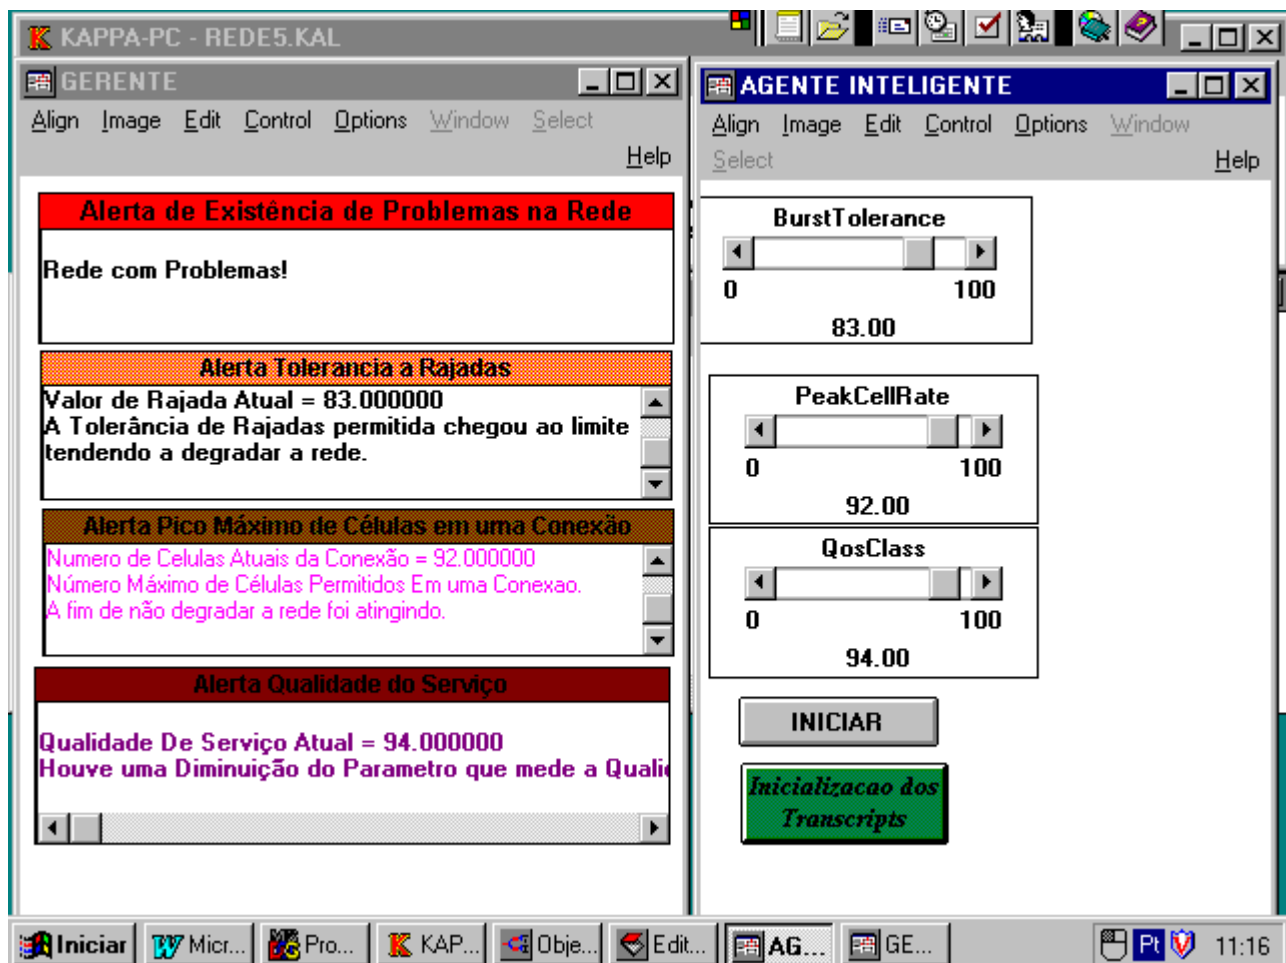 KAPPA-PC - REDE5.KAL
GERENTE
Align Image Edit Control Options Window Select
Help
Alerta de Existência de Problemas na Rede
Rede com Problemas!
Alerta Tolerancia a Rajadas
Valor de Rajada Atual = 83.000000
A Tolerância de Rajadas permitida chegou ao limite
tendendo a degradar a rede.
Alerta Pico Máximo de Células em uma Conexão
Numero de Celulas Atuais da Conexão = 92.000000
Número Máximo de Células Permitidos Em uma Conexao.
A fim de não degradar a rede foi atingindo.
Alerta Qualidade do Serviço
Qualidade De Serviço Atual = 94.000000
Houve uma Diminuição do Parametro que mede a Qualid
AGENTE INTELIGENTE
Align Image Edit Control Options Window
Select Help
BurstTolerance
0 100
83.00
PeakCellRate
0 100
92.00
QosClass
0 100
94.00
INICIAR
Inicializacao dos
Transcripts
Iniciar Micr... Pro... KAP... Obje... Edit... AG... GE... Pt 11:16